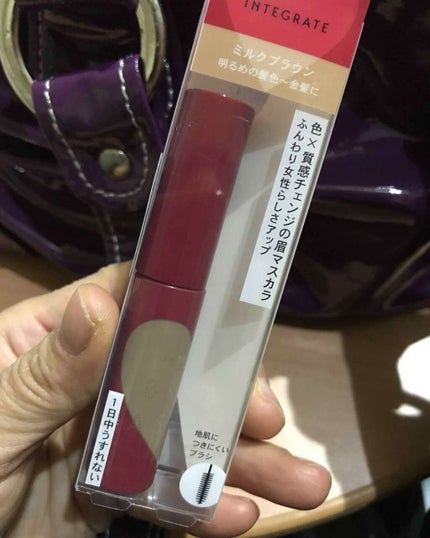 INTEGRATE
ミルクブラウン
明るめの髪色～金髪に
色×質感チェンジの眉マスカラ
ふんわり女性らしさアップ
1日中うすれない
地肌に
つきにくい
ブラシ